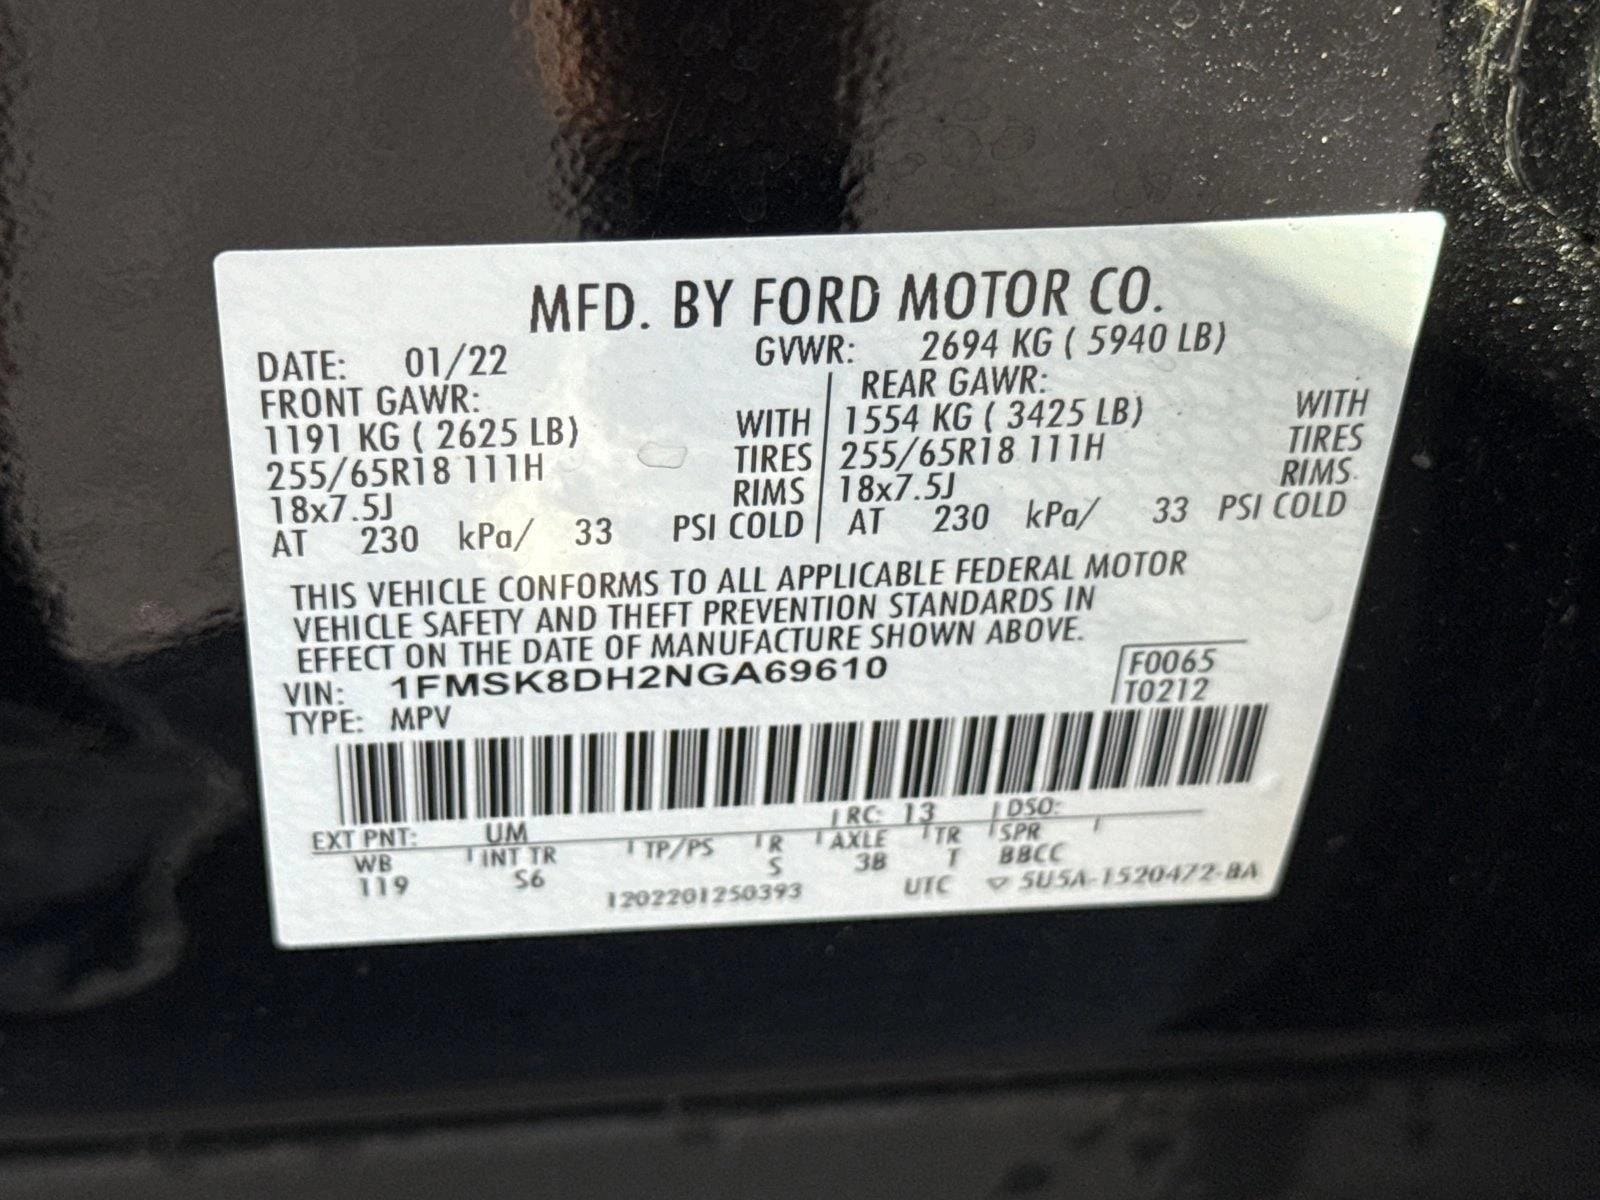 MFD. BY FORD MOTOR CO.
DATE: 01/22 GVWR: 2694 KG ( 5940 LB)
FRONT GAWR: REAR GAWR:
1191 KG ( 2625 LB) WITH 1554 KG ( 3425 LB) WITH
255/65R18 111H TIRES 255/65R18 111H TIRES
18x7.5J RIMS 18x7.5J RIMS
AT 230 kPa/ 33 PSI COLD AT 230 kPa/ 33 PSI COLD
THIS VEHICLE CONFORMS TO ALL APPLICABLE FEDERAL MOTOR
VEHICLE SAFETY AND THEFT PREVENTION STANDARDS IN
EFFECT ON THE DATE OF MANUFACTURE SHOWN ABOVE.
VIN: 1FMSK8DH2NGA69610 F0065
TYPE: MPV T0212
EXT PNT: UM RC: 13 DSO:
WB INT TR TP/PS R AXLE TR SPR
119 S6 S 3B T BBCC
1202201250393 UTC ▽ 5U5A-1520472-BA